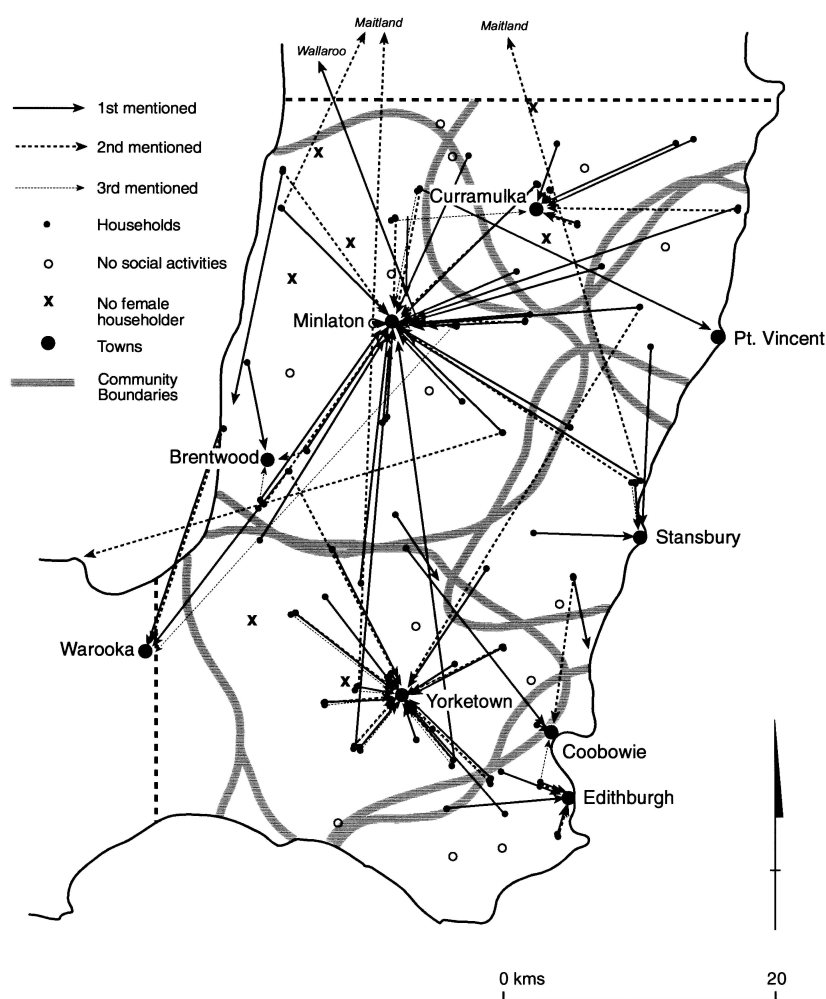 Maitland
Wallaroo
Maitland
1st mentioned
2nd mentioned
3rd mentioned
Households
No social activities
X No female
householder
Towns
Community
Boundaries
X
X
X
X
X
X
X
Curramulka
Minlaton
Pt. Vincent
Brentwood
Stansbury
Warooka
Yorketown
Coobowie
Edithburgh
0 kms
20